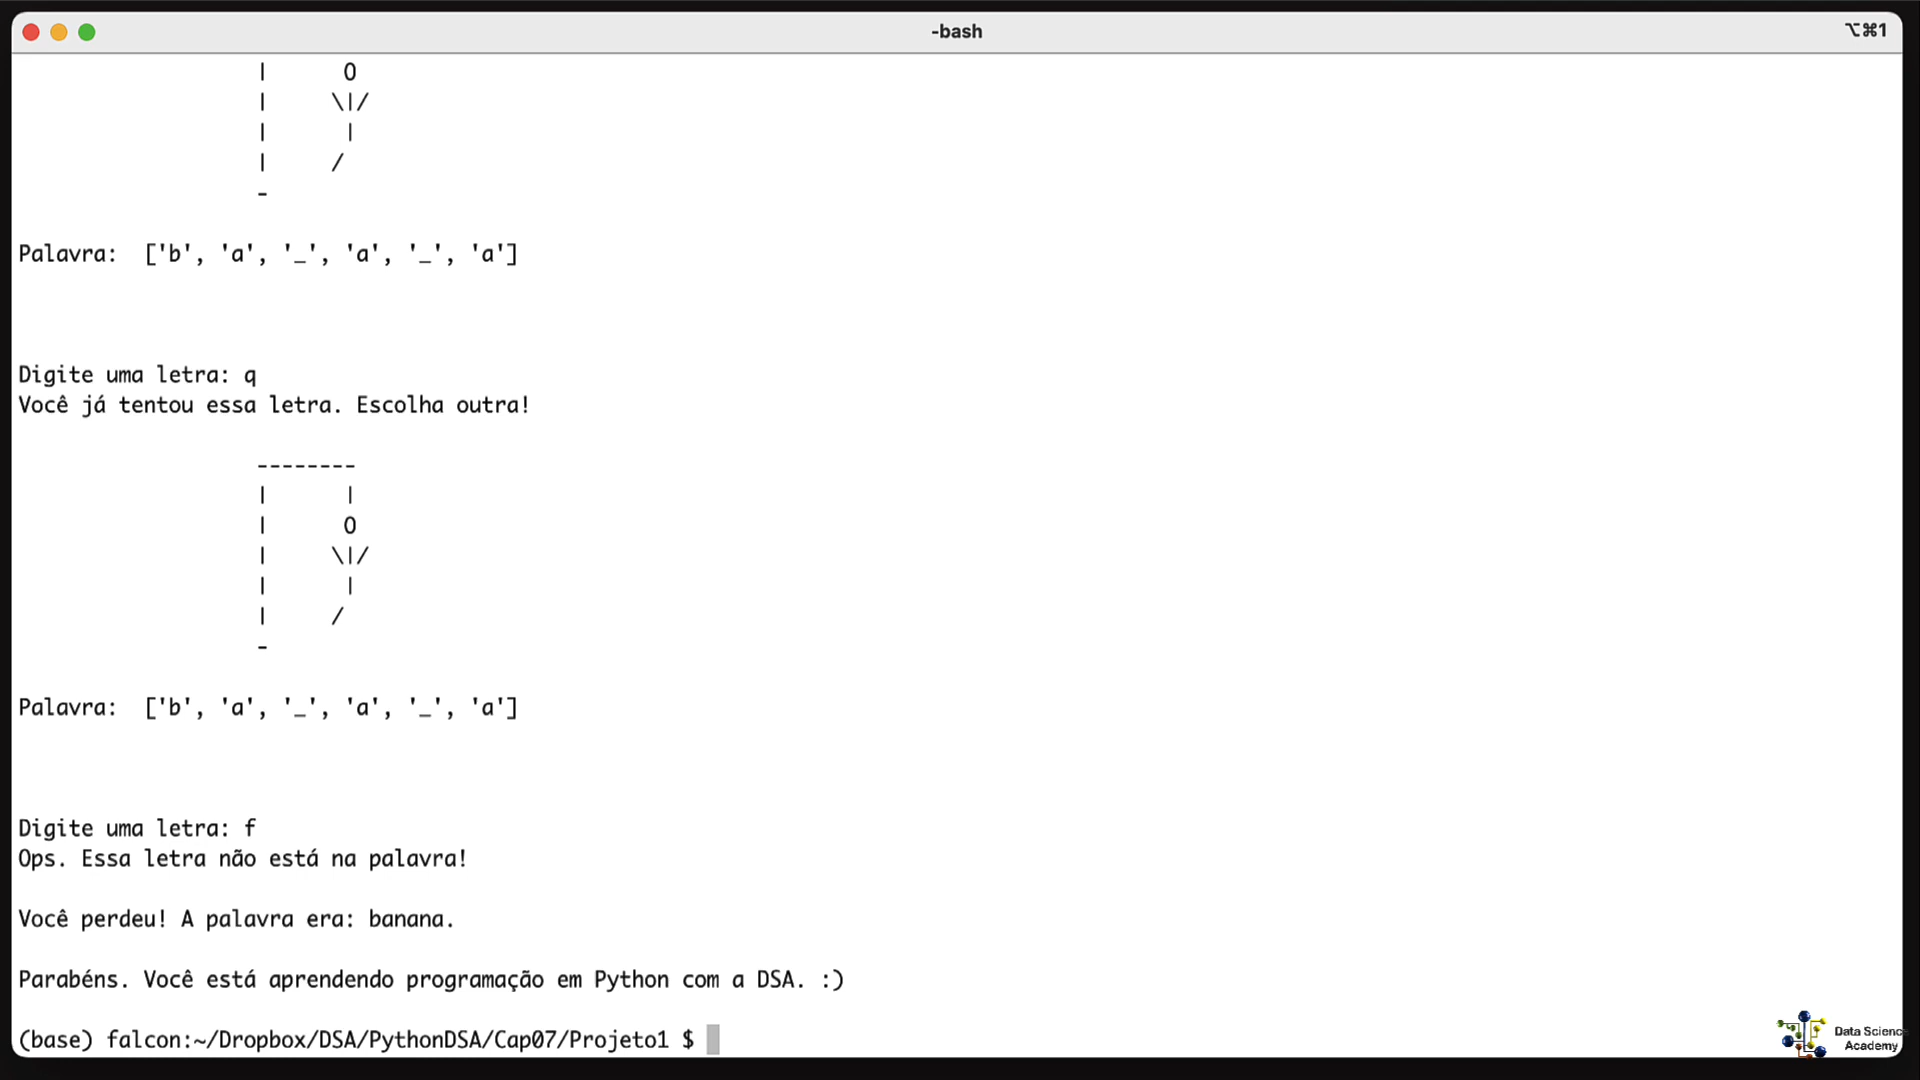 -bash
⌥⌘1
|      O
|     \|/
|      |
|     /
-
Palavra:  ['b', 'a', '_', 'a', '_', 'a']
Digite uma letra: q
Você já tentou essa letra. Escolha outra!
--------
|      |
|      O
|     \|/
|      |
|     /
-
Palavra:  ['b', 'a', '_', 'a', '_', 'a']
Digite uma letra: f
Ops. Essa letra não está na palavra!
Você perdeu! A palavra era: banana.
Parabéns. Você está aprendendo programação em Python com a DSA. :)
(base) falcon:~/Dropbox/DSA/PythonDSA/Cap07/Projeto1 $
Data Science
Academy